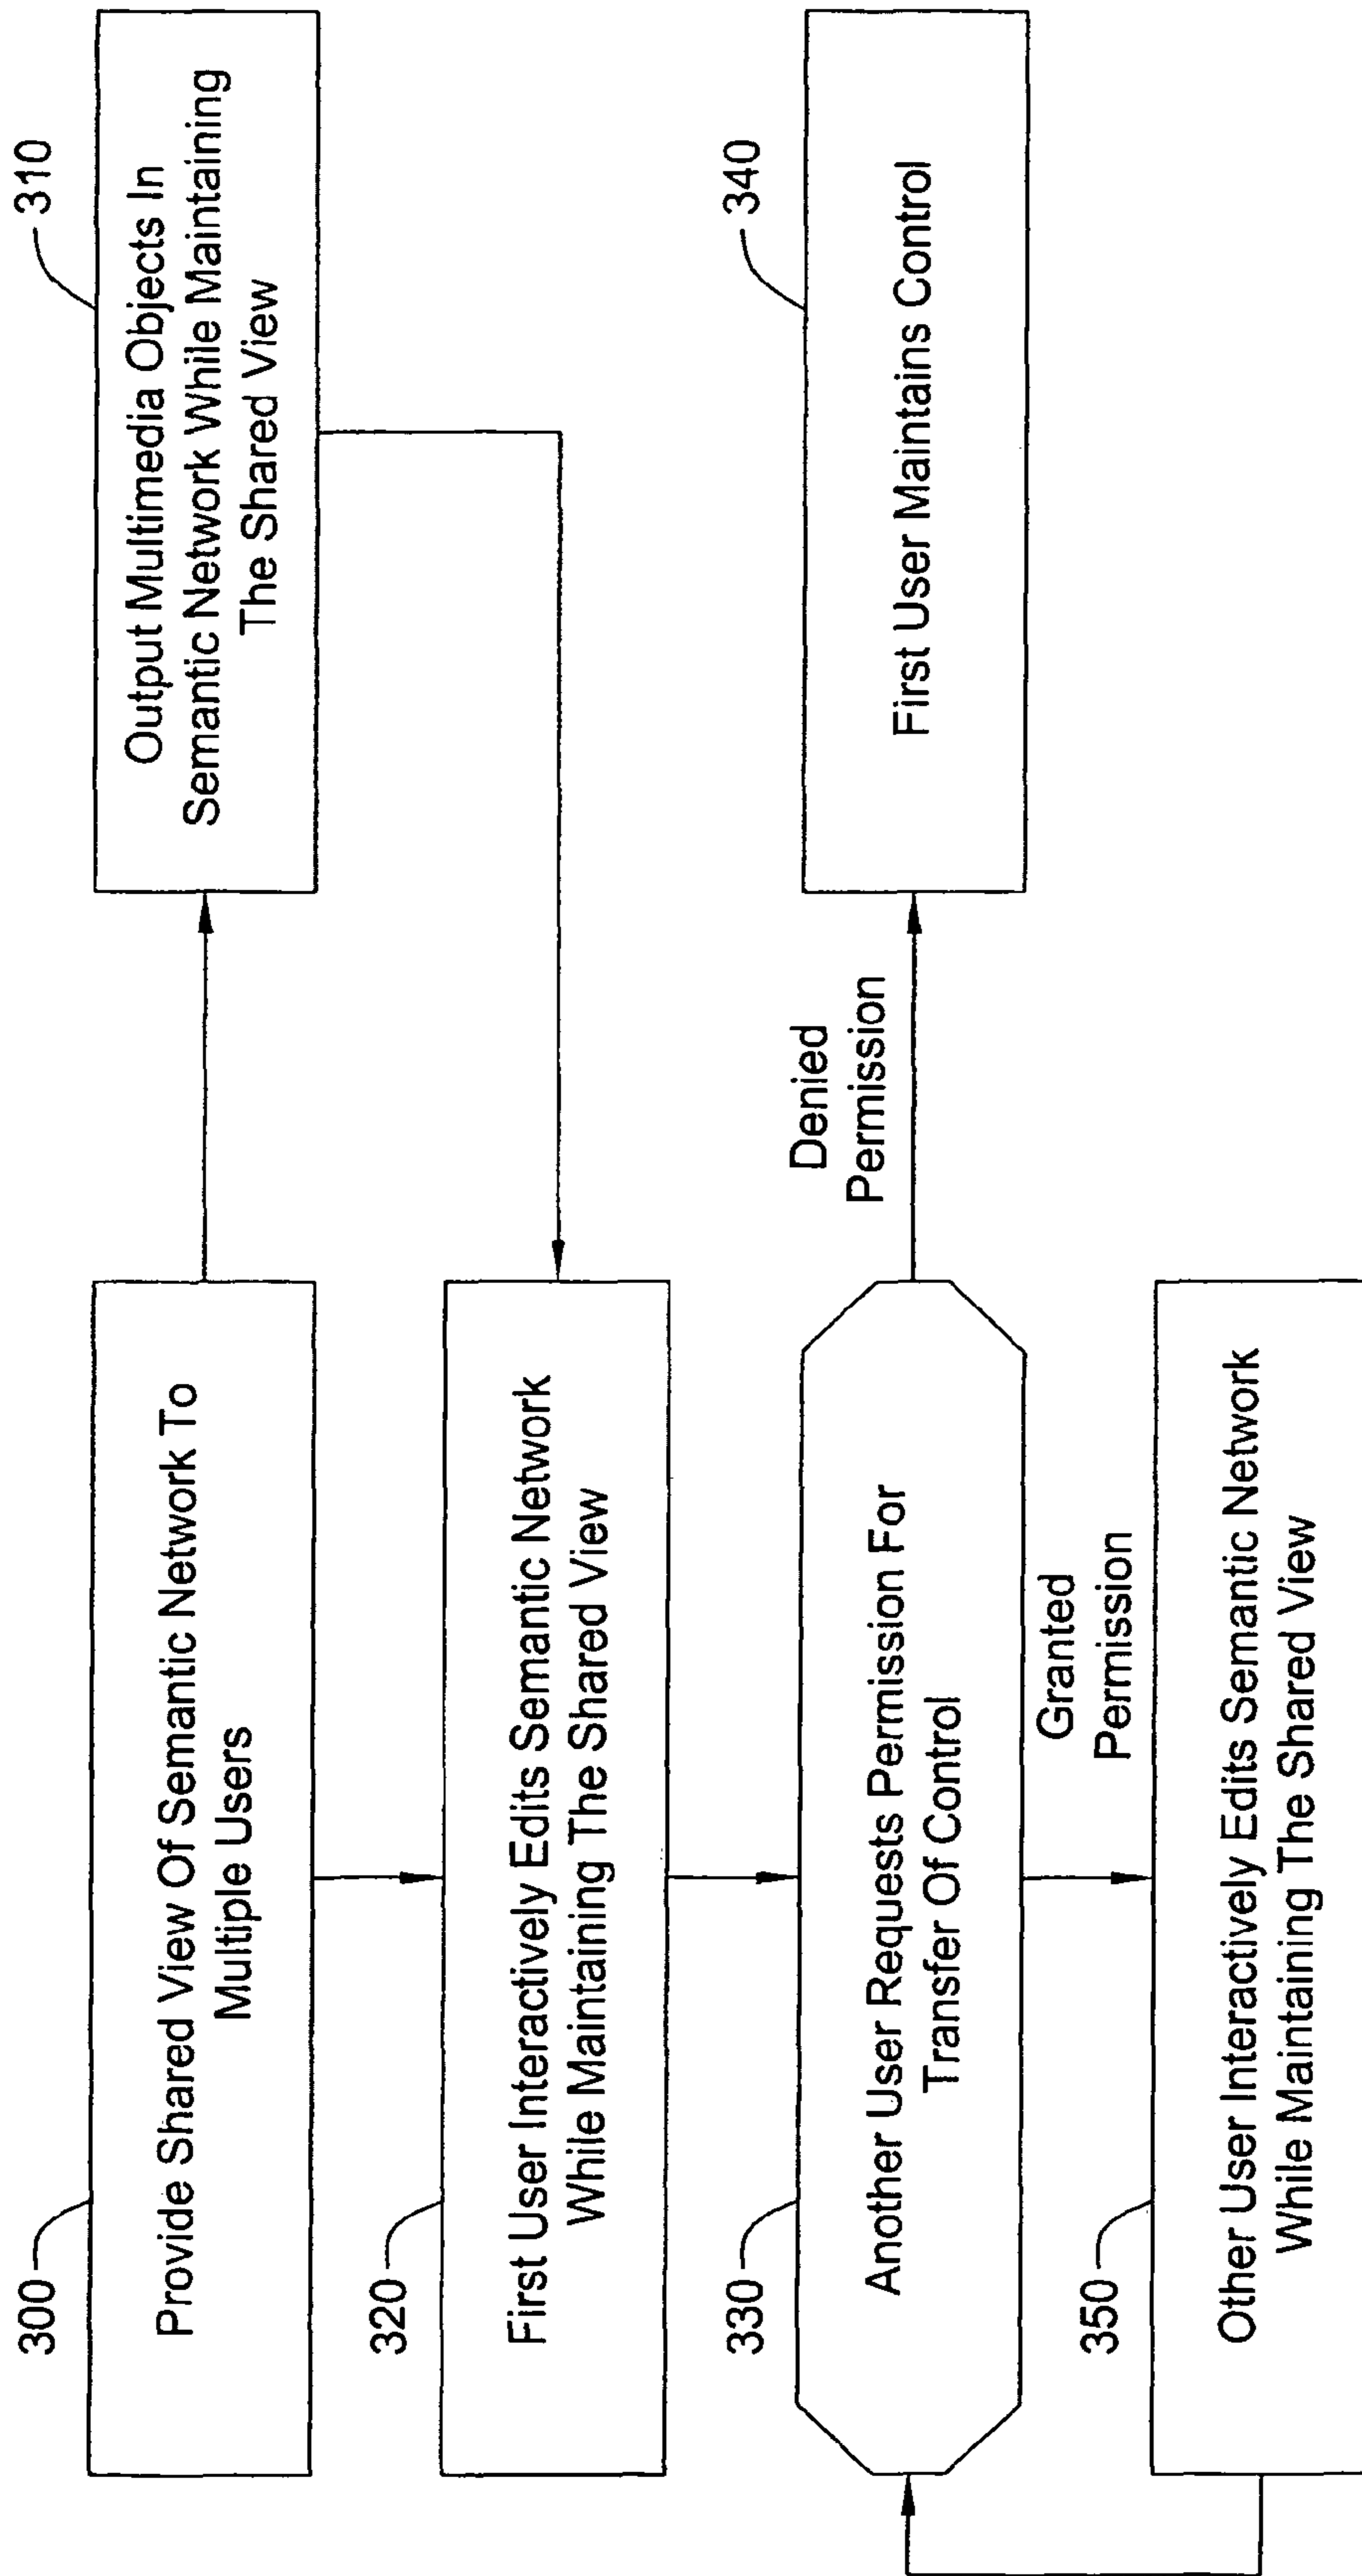 300
Provide Shared View Of Semantic Network To
Multiple Users
310
Output Multimedia Objects In
Semantic Network While Maintaining
The Shared View
320
First User Interactively Edits Semantic Network
While Maintaining The Shared View
330
Another User Requests Permission For
Transfer Of Control
Denied
Permission
340
First User Maintains Control
Granted
Permission
350
Other User Interactively Edits Semantic Network
While Maintaining The Shared View